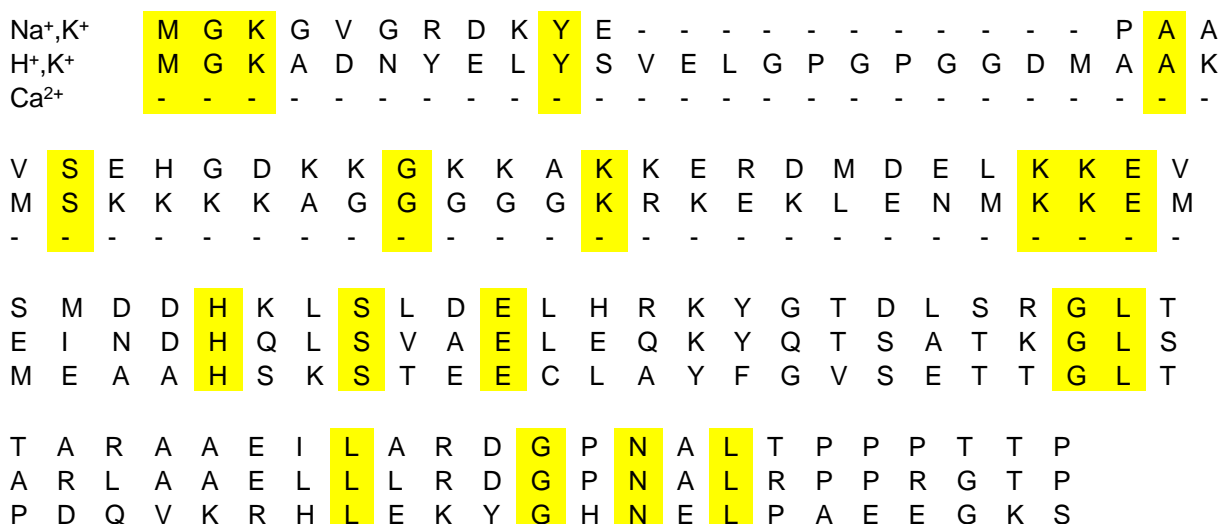 Na⁺,K⁺ M G K G V G R D K Y E - - - - - - - - - - - P A A
H⁺,K⁺ M G K A D N Y E L Y S V E L G P G P G G D M A A K
Ca²⁺ - - - - - - - - - - - - - - - - - - - - - - - - -
V S E H G D K K G K K A K K E R D M D E L K K E V
M S K K K K A G G G G G K R K E K L E N M K K E M
- - - - - - - - - - - - - - - - - - - - - - - - -
S M D D H K L S L D E L H R K Y G T D L S R G L T
E I N D H Q L S V A E L E Q K Y Q T S A T K G L S
M E A A H S K S T E E C L A Y F G V S E T T G L T
T A R A A E I L A R D G P N A L T P P P T T P
A R L A A E L L L R D G P N A L R P P R G T P
P D Q V K R H L E K Y G H N E L P A E E G K S